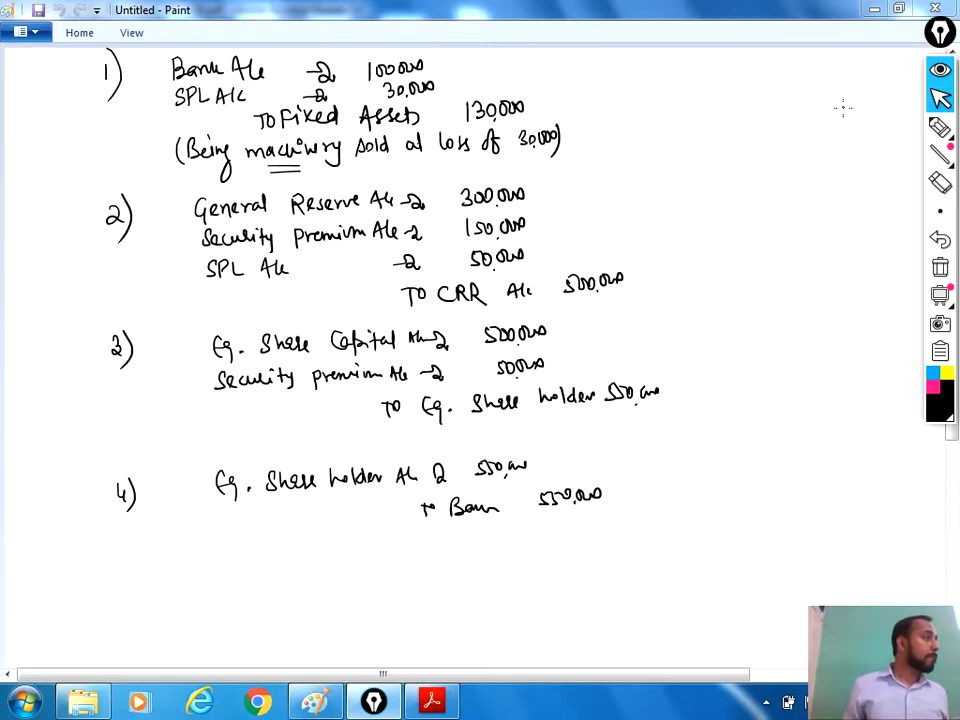 Untitled - Paint
Home View
1) Bank A/c → Dr 100000
SPL A/c → Dr 30,000
To Fixed Assets 130,000
(Being machinery sold at loss of 30,000)
2) General Reserve A/c → Dr 300,000
Security Premium A/c → Dr 150,000
SPL A/c → Dr 50,000
To CRR A/c 500,000
3) Eq. Share Capital A/c Dr 500,000
Security premium A/c → Dr 50,000
To Eq. Share holder 550,000
4) Eq. Share holder A/c Dr 550,000
To Bank 550,000